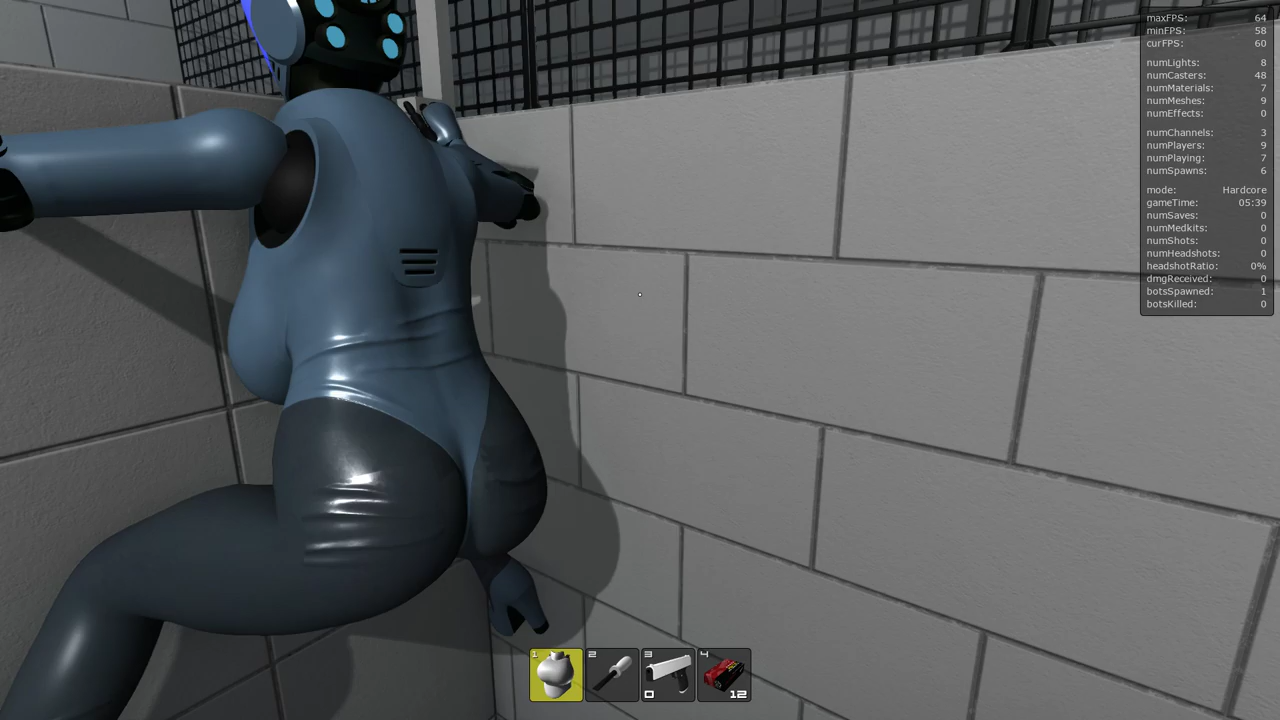 maxFPS: 64
minFPS: 58
curFPS: 60
numLights: 8
numCasters: 48
numMaterials: 7
numMeshes: 9
numEffects: 0
numChannels: 3
numPlayers: 9
numPlaying: 7
numSpawns: 6
mode: Hardcore
gameTime: 05:39
numSaves: 0
numMedkits: 0
numShots: 0
numHeadshots: 0
headshotRatio: 0%
dmgReceived: 0
botsSpawned: 1
botsKilled: 0
1 2 3 4
0 12